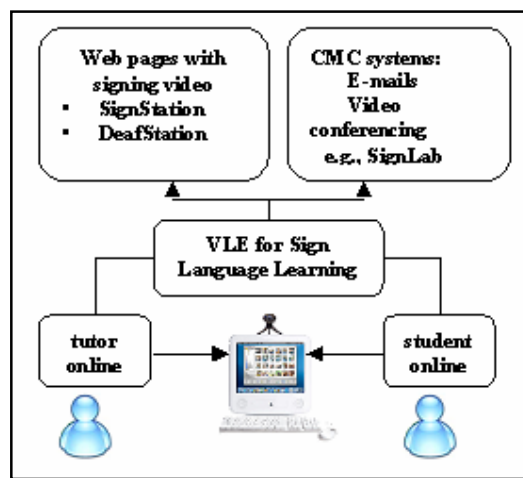 Web pages with
signing video
▪ SignStation
▪ DeafStation
CMC systems:
E-mails
Video
conferencing
e.g., SignLab
VLE for Sign
Language Learning
tutor
online
student
online